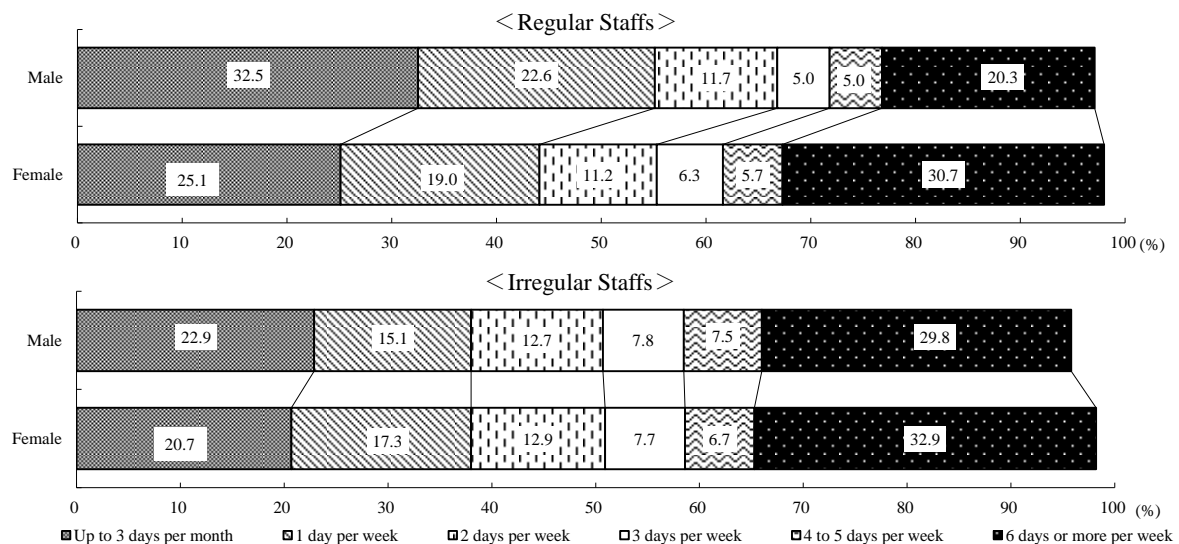 ＜Regular Staffs＞
Male 32.5 22.6 11.7 5.0 5.0 20.3
Female 25.1 19.0 11.2 6.3 5.7 30.7
0 10 20 30 40 50 60 70 80 90 100 (%)
＜Irregular Staffs＞
Male 22.9 15.1 12.7 7.8 7.5 29.8
Female 20.7 17.3 12.9 7.7 6.7 32.9
0 10 20 30 40 50 60 70 80 90 100 (%)
Up to 3 days per month 1 day per week 2 days per week 3 days per week 4 to 5 days per week 6 days or more per week